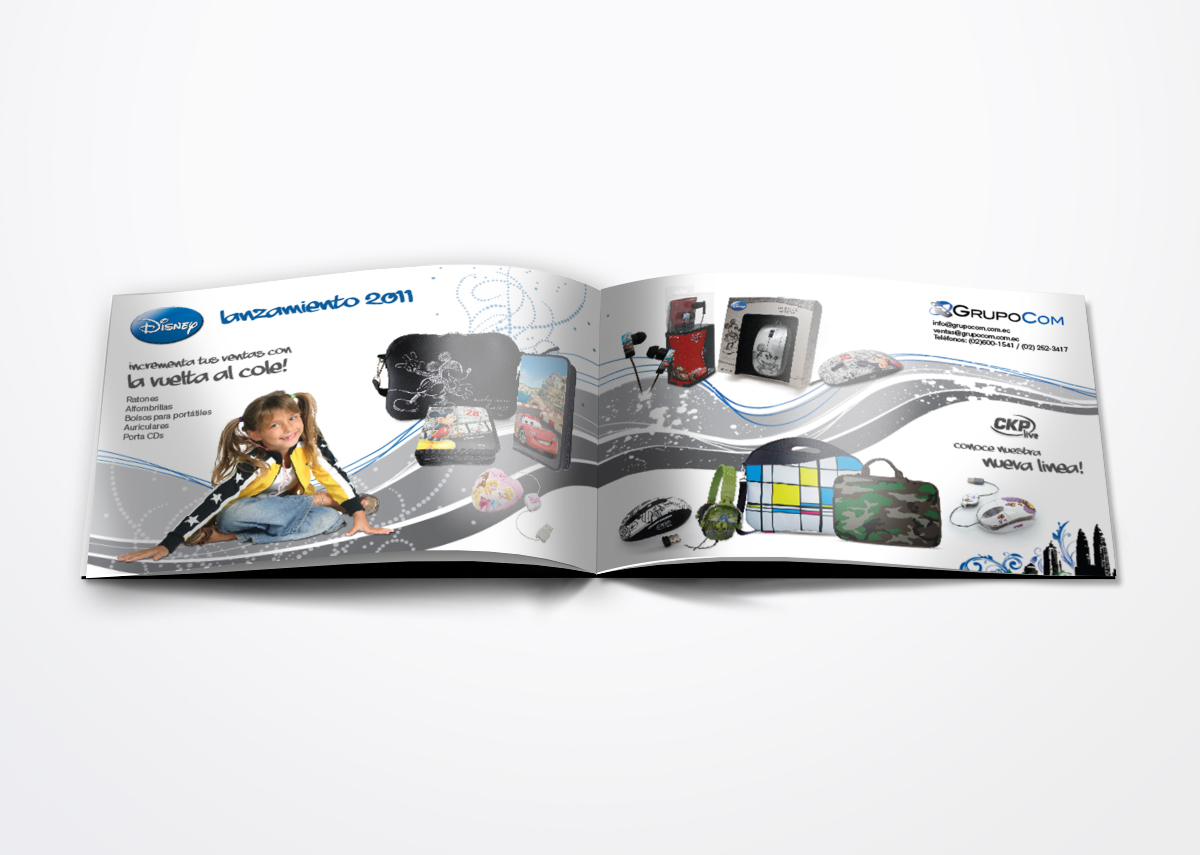 Disney
lanzamiento 2011
incrementa tus ventas con
la vuelta al cole!
Ratones
Alfombrillas
Bolsos para portátiles
Auriculares
Porta CDs
GrupoCom
info@grupocom.com.ec
ventas@grupocom.com.ec
Teléfonos: (02)600-1541 / (02) 252-3417
CKP
live
conoce nuestra
nueva linea!